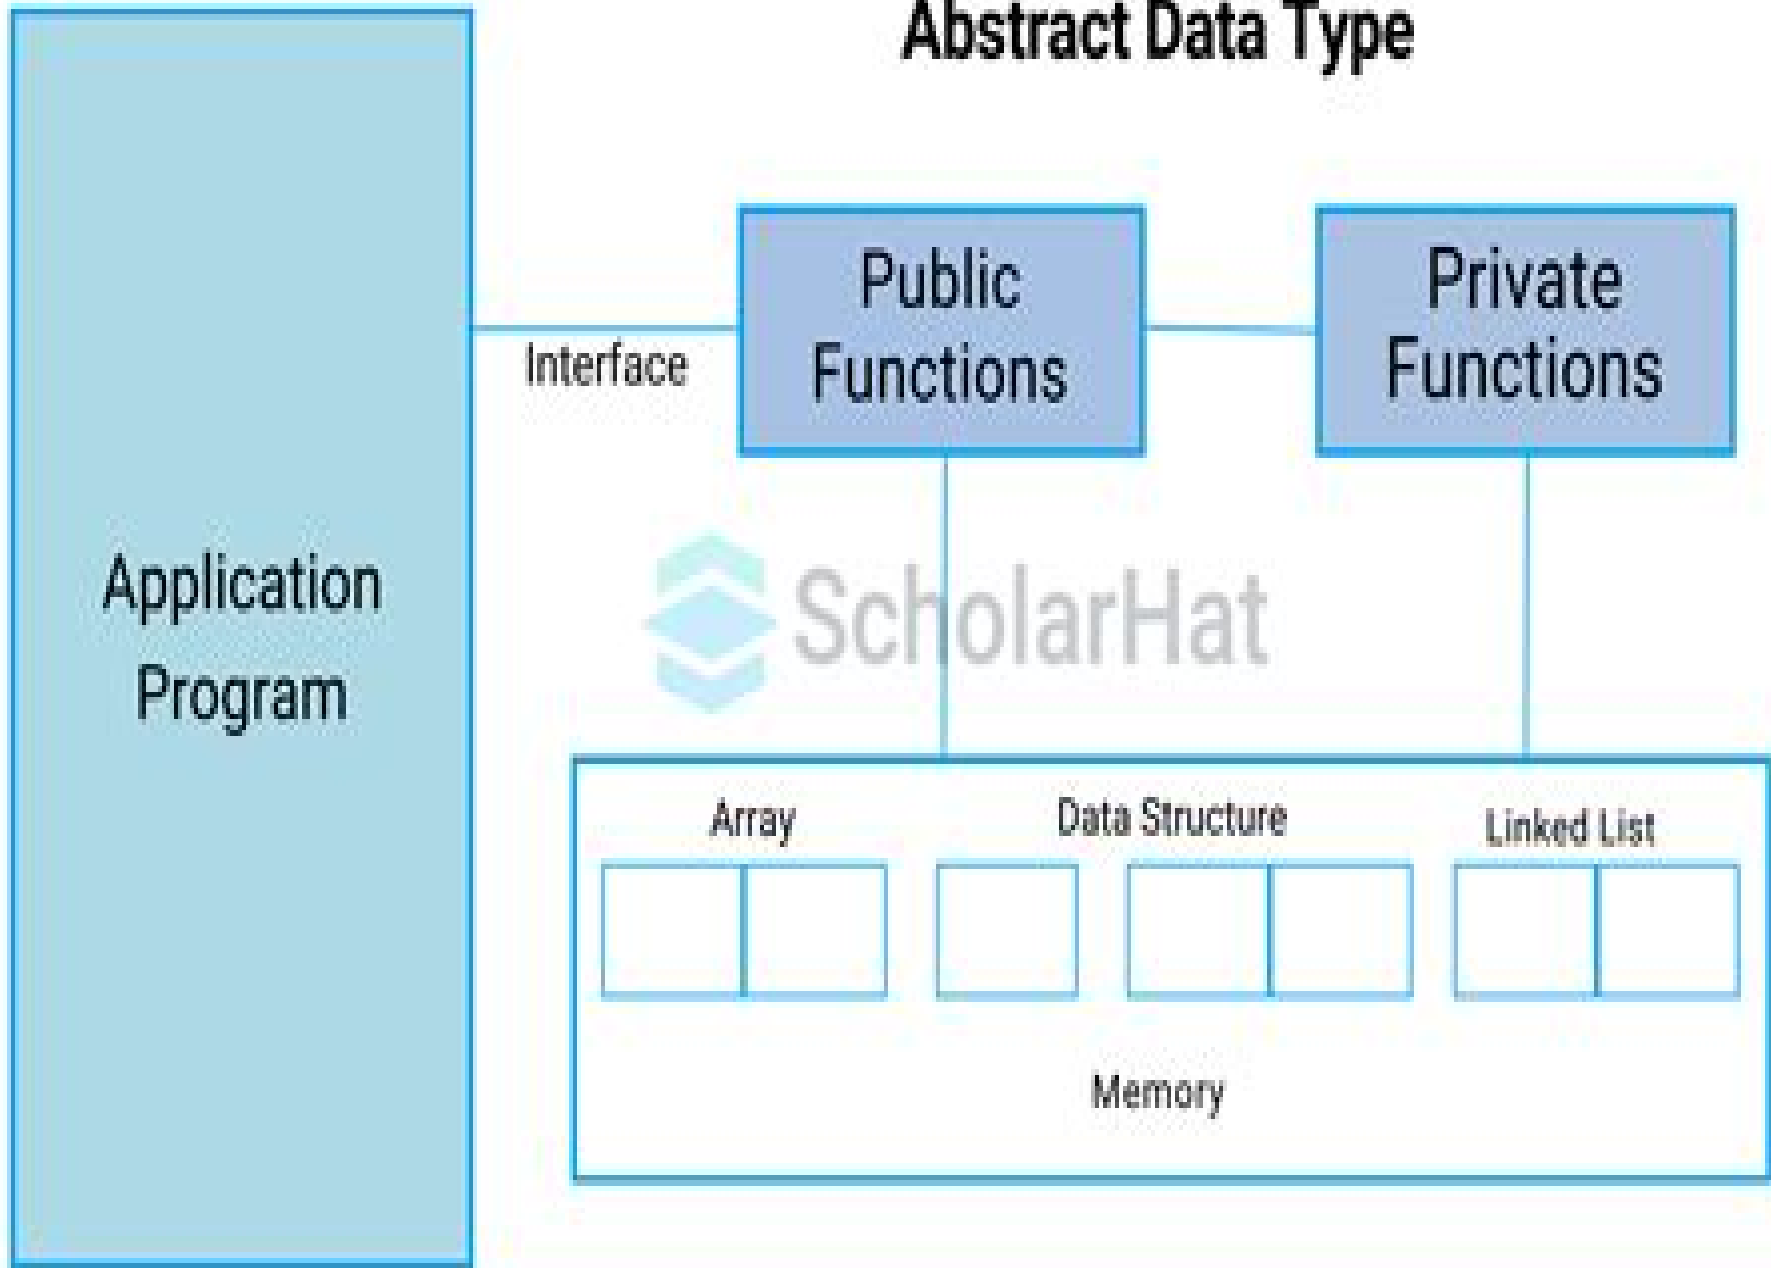 Abstract Data Type
Public
Functions
Private
Functions
Interface
Application
Program
ScholarHat
Array
Data Structure
Linked List
Memory